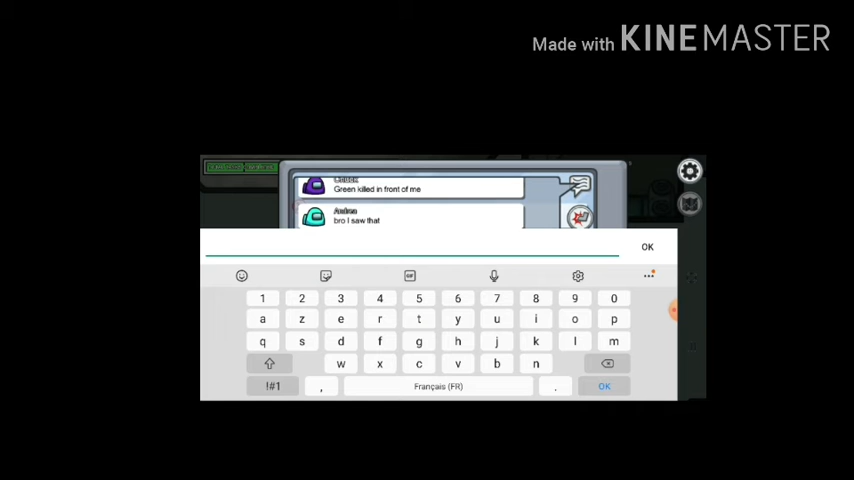 Made with KINEMASTER
Green killed in front of me
bro I saw that
OK
GIF
1 2 3 4 5 6 7 8 9 0
a z e r t y u i o p
q s d f g h j k l m
w x c v b n
!#1 , Français (FR) . OK